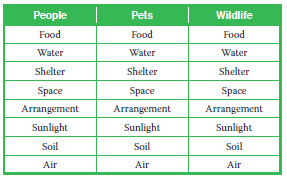 People Pets Wildlife
Food Food Food
Water Water Water
Shelter Shelter Shelter
Space Space Space
Arrangement Arrangement Arrangement
Sunlight Sunlight Sunlight
Soil Soil Soil
Air Air Air